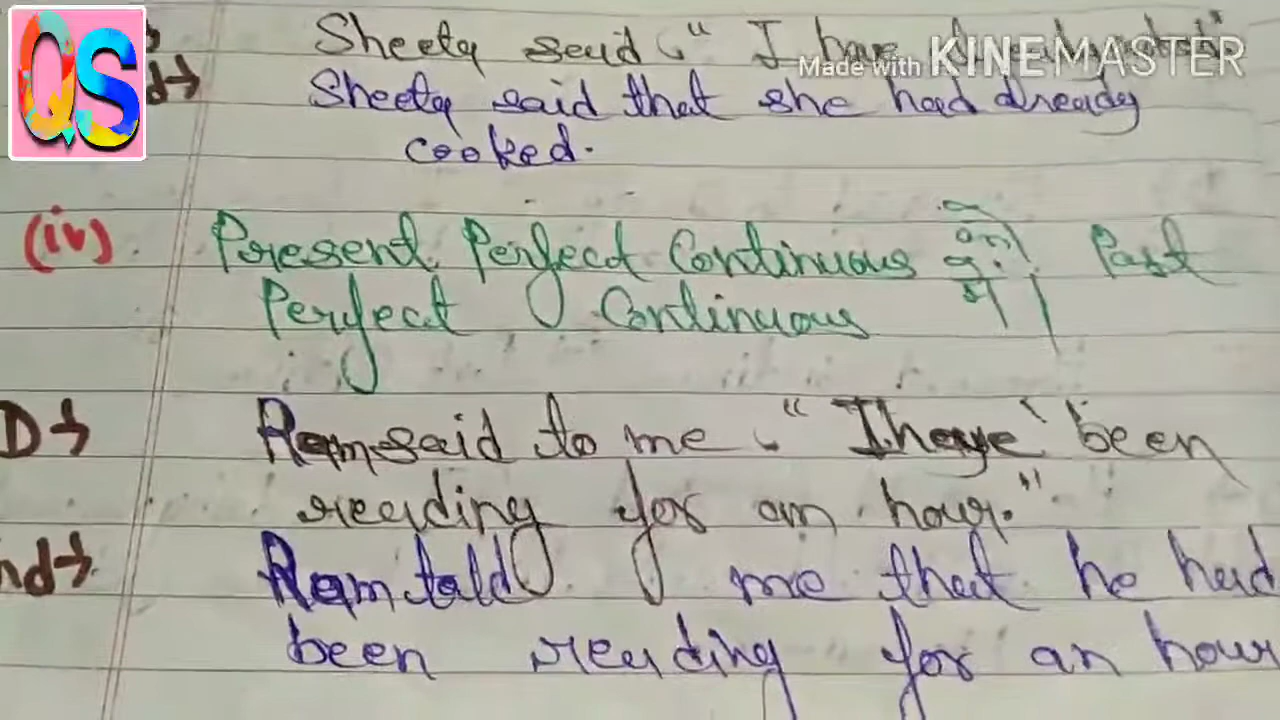 QS
Sheeta said, "I have
Made with KINEMASTER
d→ Sheeta said that she had already
cooked.
(iv). Present Perfect Continuous Past
Perfect Continuous
D→ Ram said to me, "I have been
reading for an hour."
nd→ Ram told me that he had
been reading for an hour